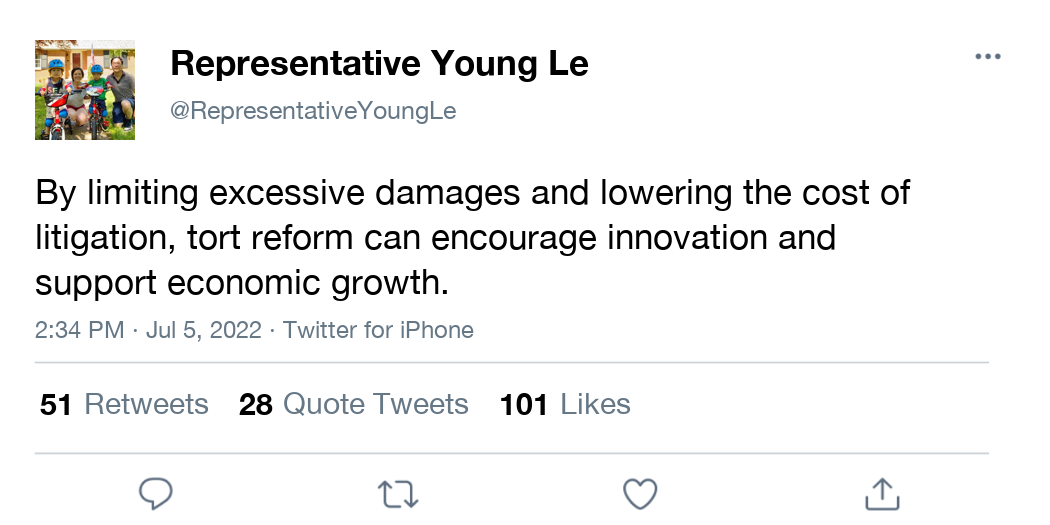 Representative Young Le
@RepresentativeYoungLe
By limiting excessive damages and lowering the cost of
litigation, tort reform can encourage innovation and
support economic growth.
2:34 PM · Jul 5, 2022 · Twitter for iPhone
51 Retweets 28 Quote Tweets 101 Likes